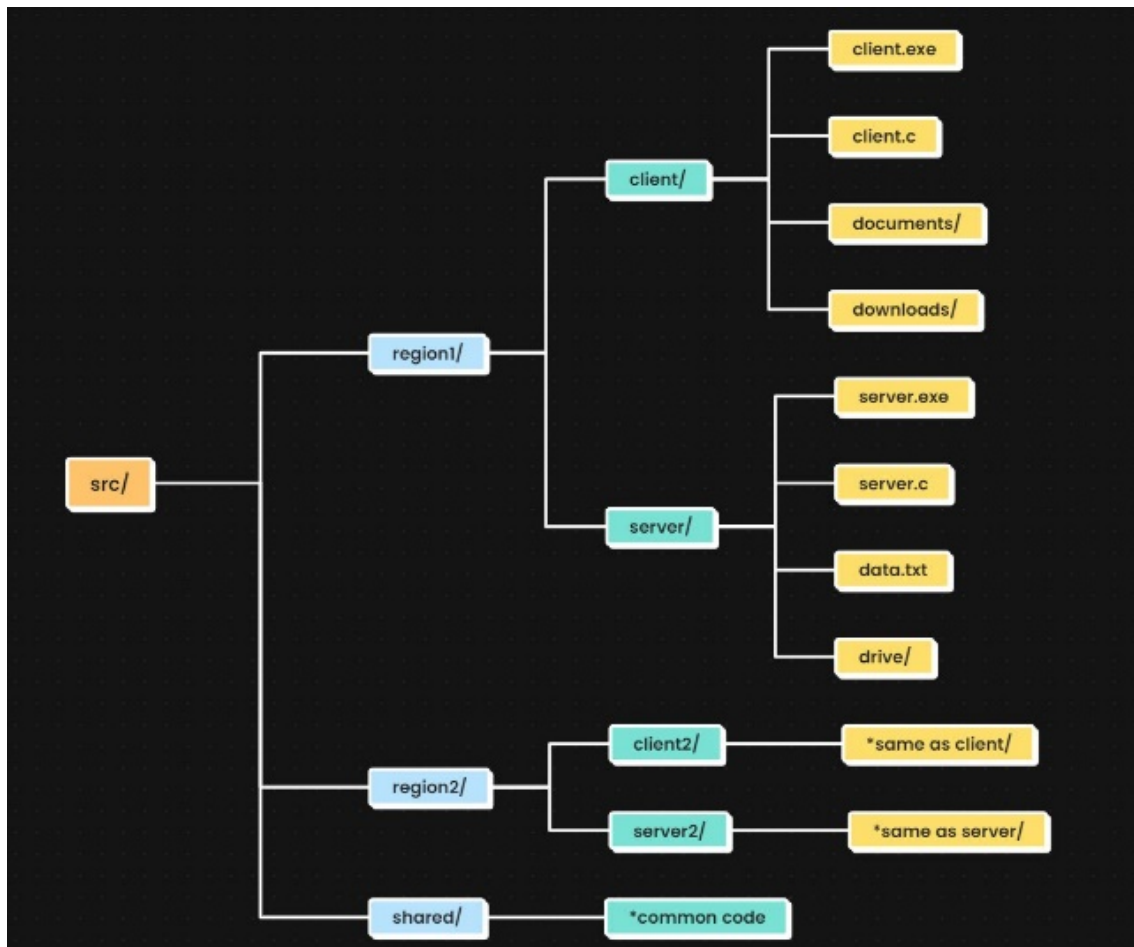 client.exe
client.c
client/
documents/
downloads/
region1/
server.exe
src/
server.c
server/
data.txt
drive/
client2/
*same as client/
region2/
server2/
*same as server/
shared/
*common code